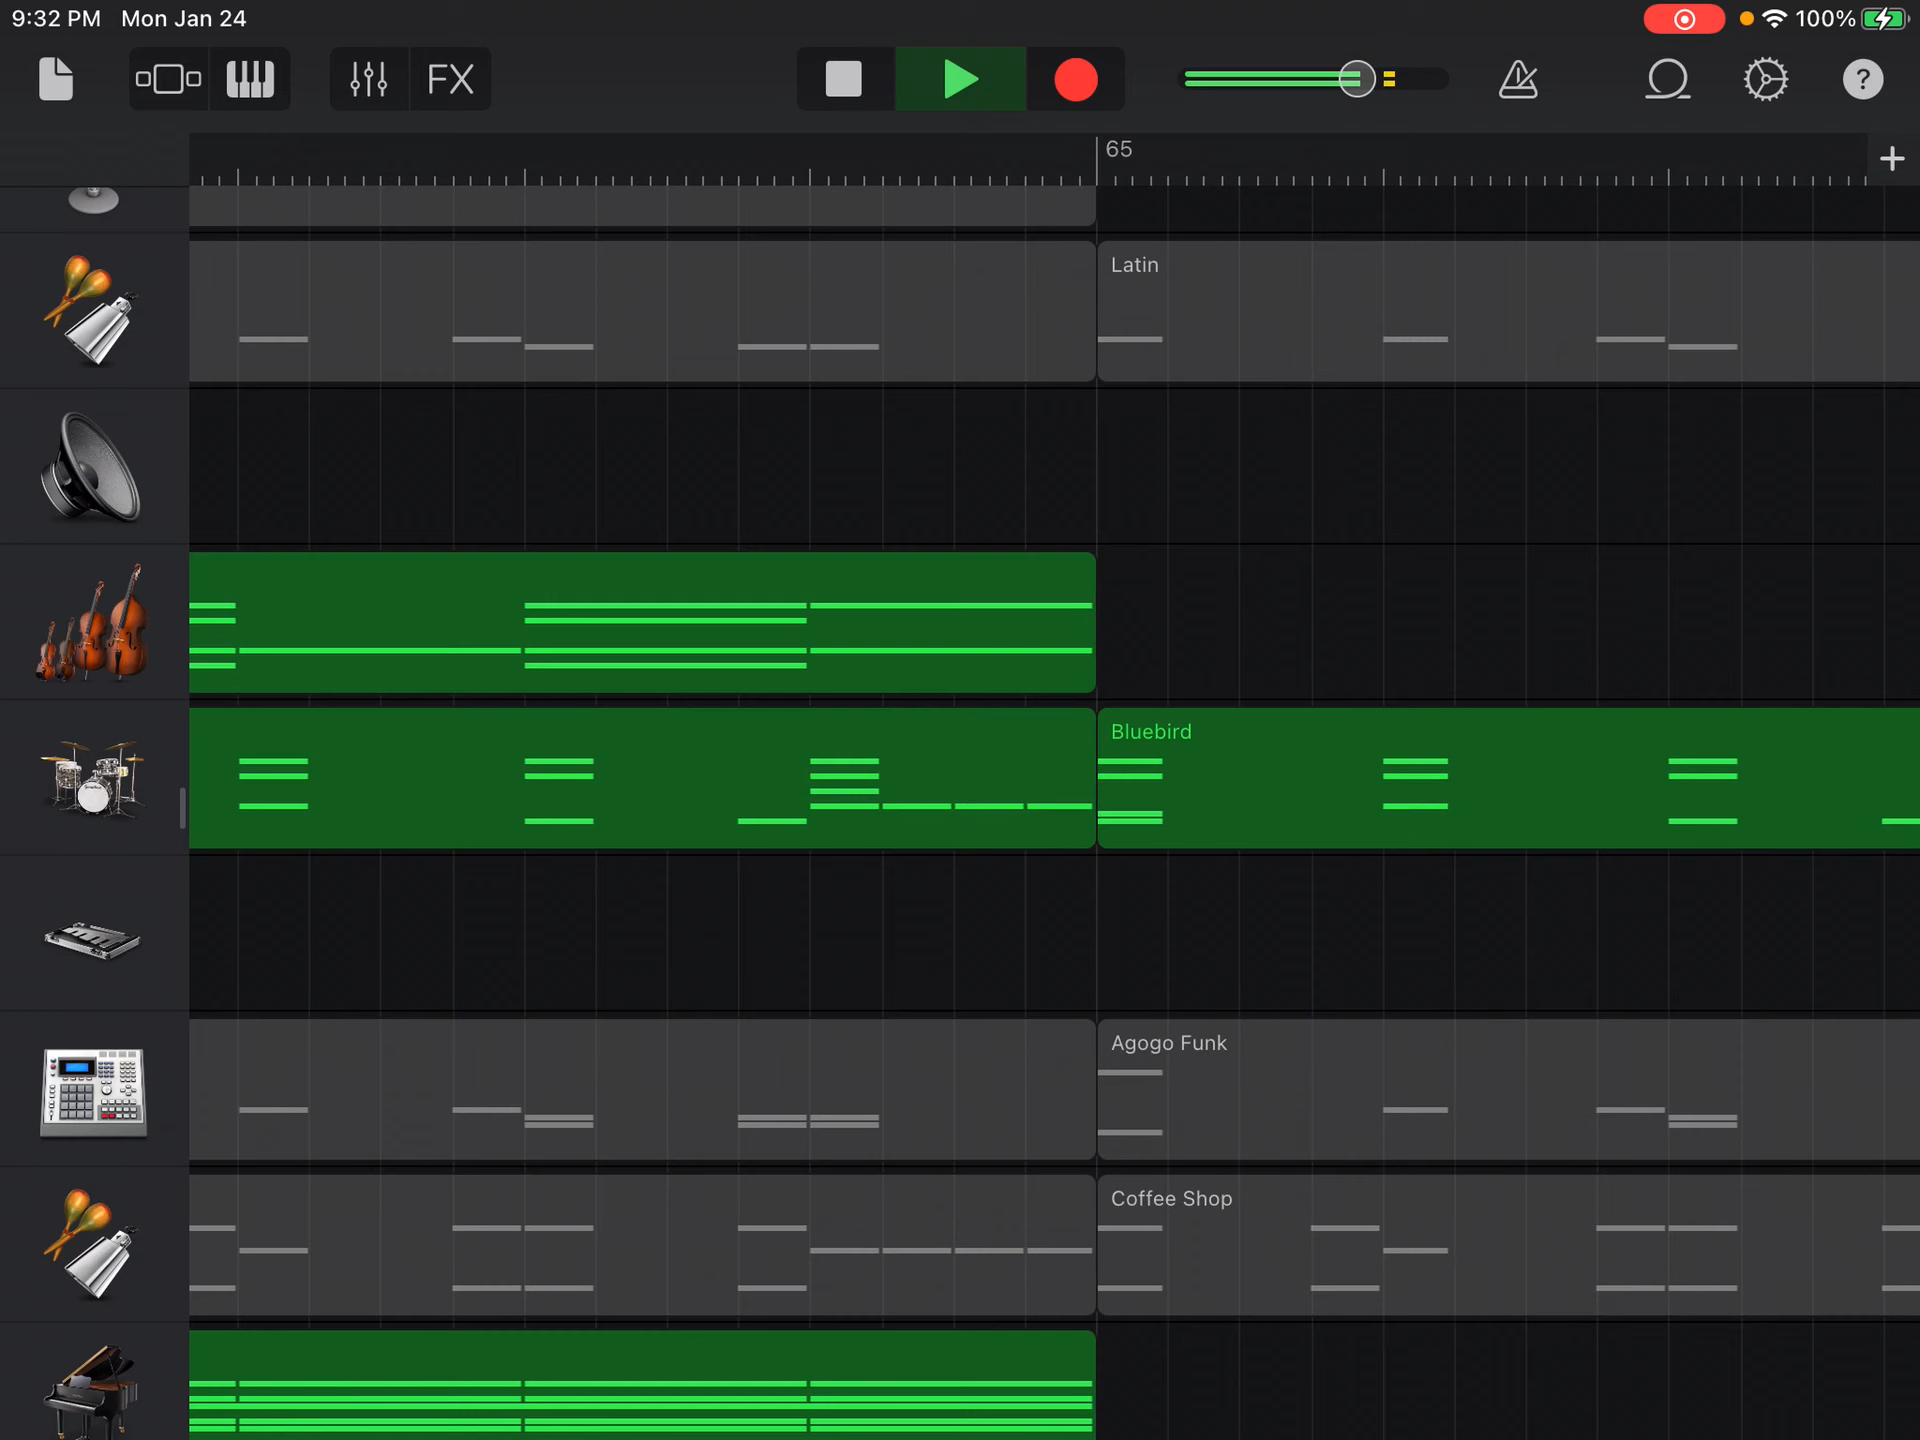 9:32 PM Mon Jan 24
100%
FX
?
65
+
Latin
Bluebird
Agogo Funk
Coffee Shop